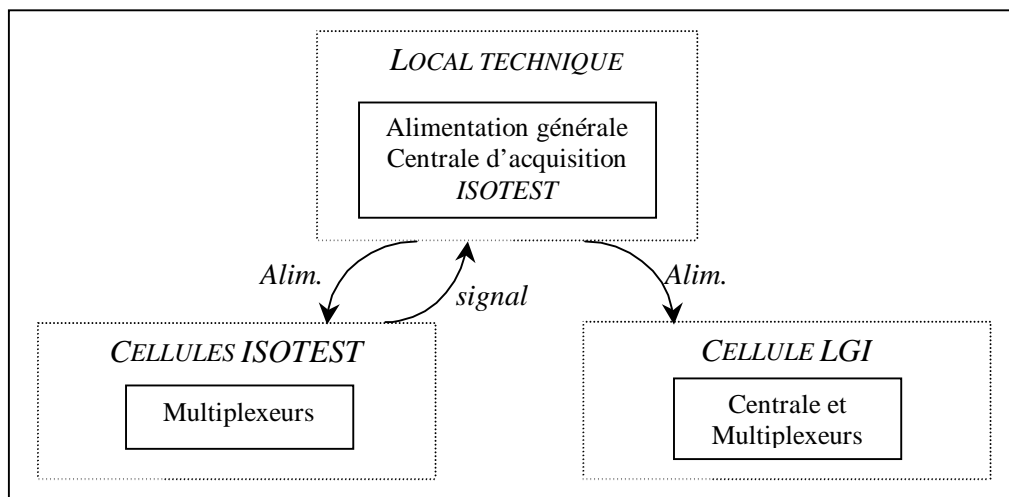 LOCAL TECHNIQUE
Alimentation générale
Centrale d'acquisition
ISOTEST
Alim.
signal
Alim.
CELLULES ISOTEST
Multiplexeurs
CELLULE LGI
Centrale et
Multiplexeurs